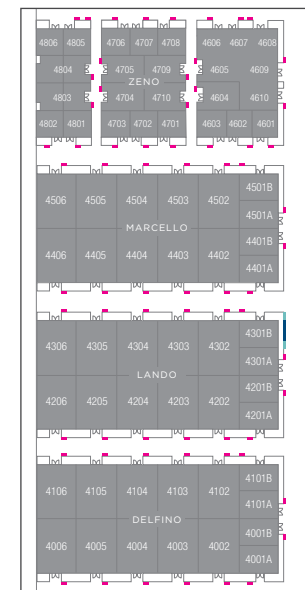 4806 4805 4706 4707 4708 4606 4607 4608
4804 4705 4709 4605 4609
ZENO
4803 4704 4710 4604 4610
4802 4801 4703 4702 4701 4603 4602 4601
4506 4505 4504 4503 4502 4501B
4501A
MARCELLO
4406 4405 4404 4403 4402 4401B
4401A
4306 4305 4304 4303 4302 4301B
4301A
LANDO
4206 4205 4204 4203 4202 4201B
4201A
4106 4105 4104 4103 4102 4101B
4101A
DELFINO
4006 4005 4004 4003 4002 4001B
4001A